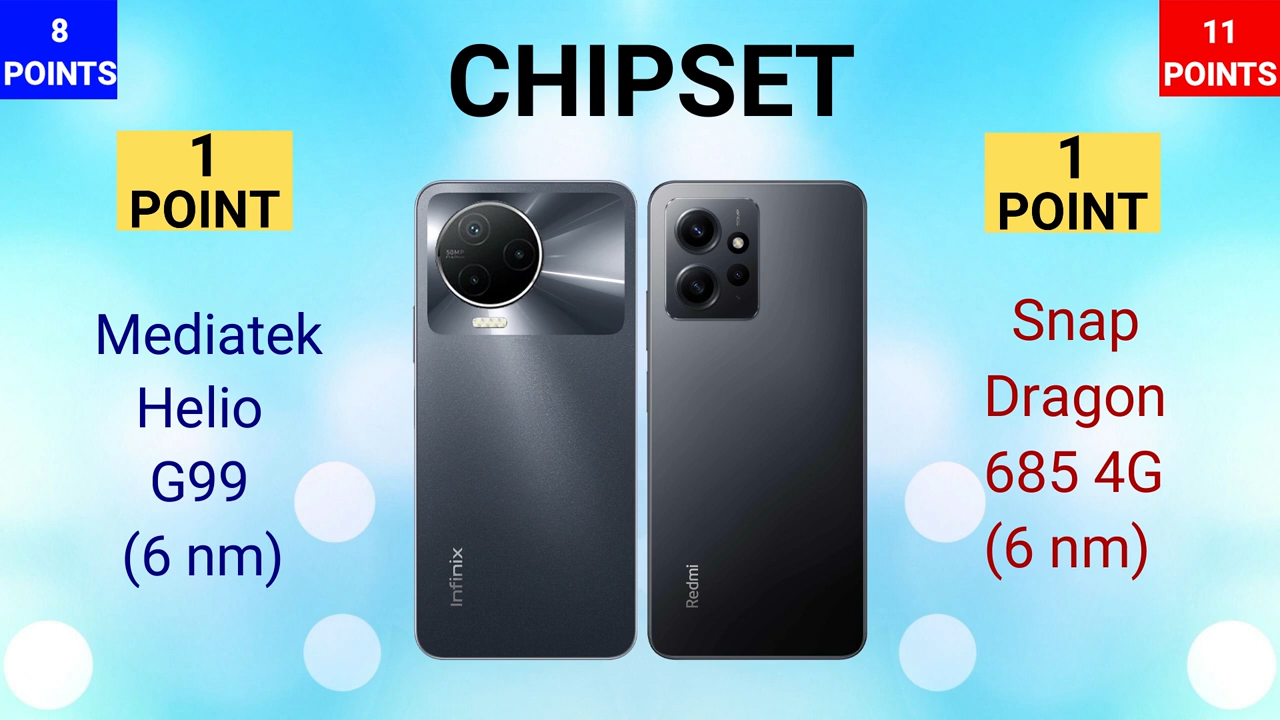 8
POINTS
CHIPSET
11
POINTS
1
POINT
1
POINT
Mediatek
Helio
G99
(6 nm)
Snap
Dragon
685 4G
(6 nm)
50MP
Infinix
Redmi